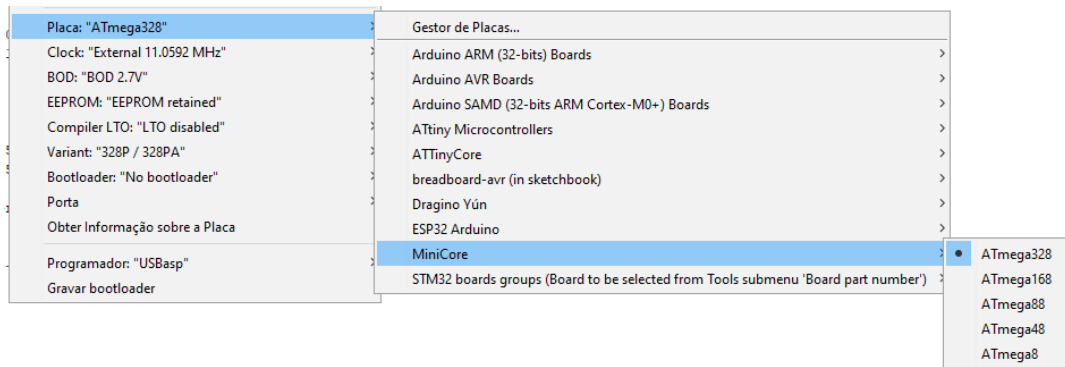 Placa: "ATmega328"
Clock: "External 11.0592 MHz"
BOD: "BOD 2.7V"
EEPROM: "EEPROM retained"
Compiler LTO: "LTO disabled"
Variant: "328P / 328PA"
Bootloader: "No bootloader"
Porta
Obter Informação sobre a Placa
Programador: "USBasp"
Gravar bootloader
Gestor de Placas...
Arduino ARM (32-bits) Boards
Arduino AVR Boards
Arduino SAMD (32-bits ARM Cortex-M0+) Boards
ATtiny Microcontrollers
ATTinyCore
breadboard-avr (in sketchbook)
Dragino Yún
ESP32 Arduino
MiniCore
STM32 boards groups (Board to be selected from Tools submenu 'Board part number')
ATmega328
ATmega168
ATmega88
ATmega48
ATmega8